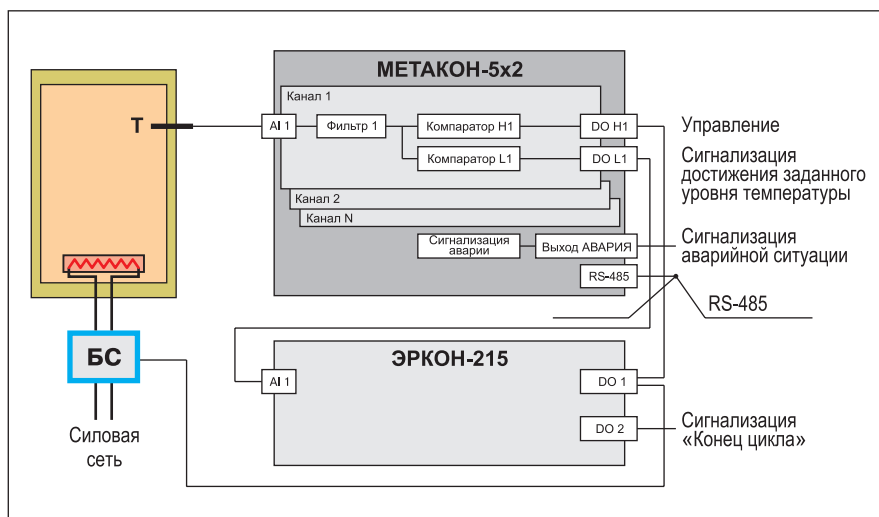 МЕТАКОН-5x2
Канал 1
T
AI 1
Фильтр 1
Компаратор H1
DO H1
Управление
Компаратор L1
DO L1
Сигнализация
достижения заданного
уровня температуры
Канал 2
Канал N
Сигнализация
аварии
Выход АВАРИЯ
Сигнализация
аварийной ситуации
RS-485
RS-485
БС
ЭРКОН-215
AI 1
DO 1
DO 2
Сигнализация
«Конец цикла»
Силовая
сеть